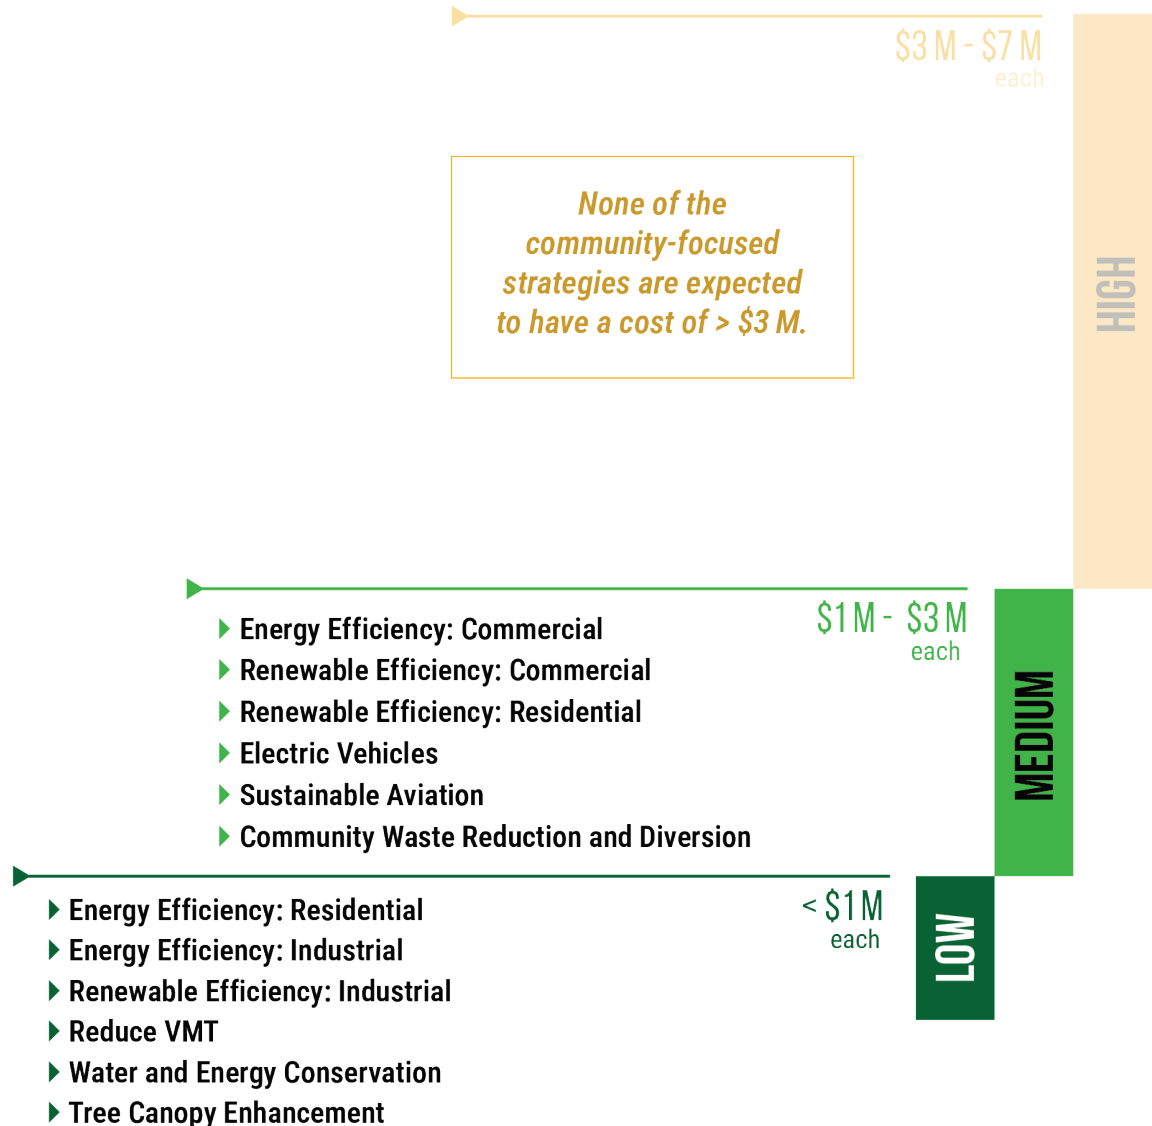 $3 M - $7 M
each
HIGH
None of the
community-focused
strategies are expected
to have a cost of > $3 M.
$1 M - $3 M
each
MEDIUM
Energy Efficiency: Commercial
Renewable Efficiency: Commercial
Renewable Efficiency: Residential
Electric Vehicles
Sustainable Aviation
Community Waste Reduction and Diversion
< $1 M
each
LOW
Energy Efficiency: Residential
Energy Efficiency: Industrial
Renewable Efficiency: Industrial
Reduce VMT
Water and Energy Conservation
Tree Canopy Enhancement